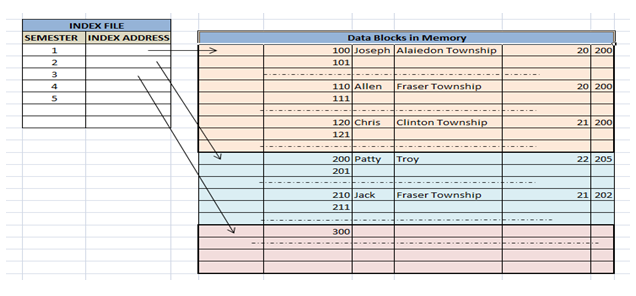 INDEX FILE
SEMESTER INDEX ADDRESS
Data Blocks in Memory
1 100 Joseph Alaiedon Township 20 200
2 101
3
4 110 Allen Fraser Township 20 200
5 111
120 Chris Clinton Township 21 200
121
200 Patty Troy 22 205
201
210 Jack Fraser Township 21 202
211
300